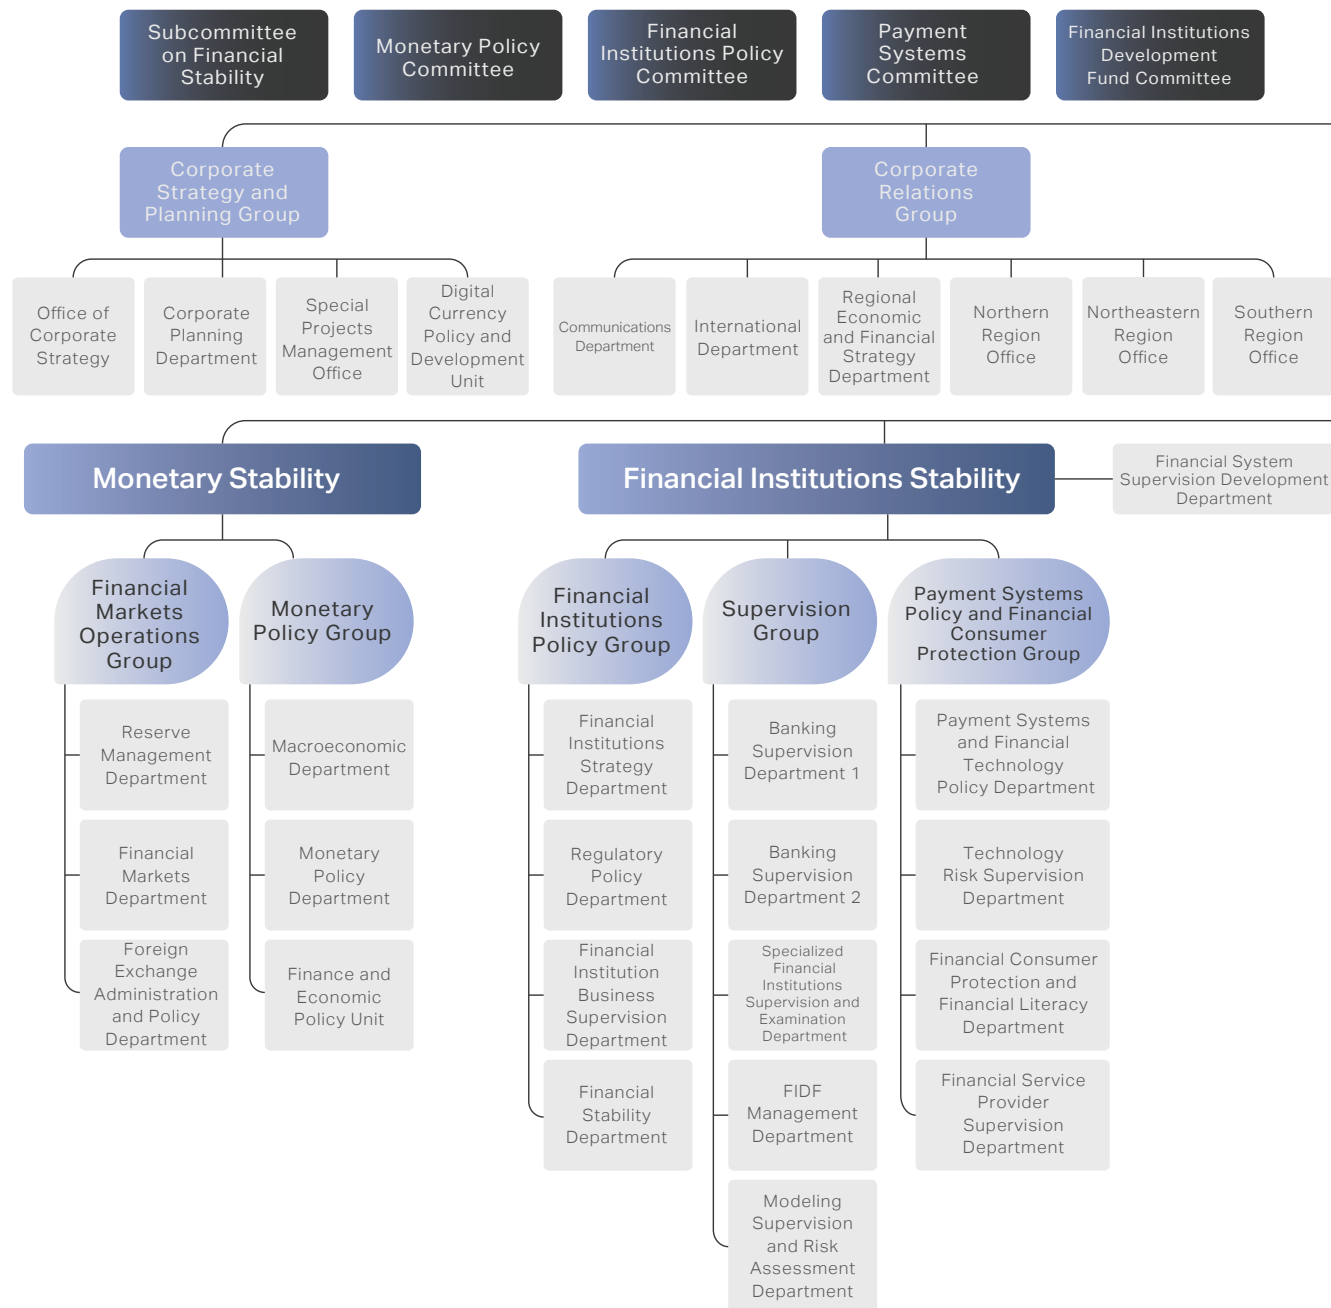 Subcommittee
on Financial
Stability
Monetary Policy
Committee
Financial
Institutions Policy
Committee
Payment
Systems
Committee
Financial Institutions
Development
Fund Committee
Corporate
Strategy and
Planning Group
Corporate
Relations
Group
Office of
Corporate
Strategy
Corporate
Planning
Department
Special
Projects
Management
Office
Digital
Currency
Policy and
Development
Unit
Communications
Department
International
Department
Regional
Economic
and Financial
Strategy
Department
Northern
Region
Office
Northeastern
Region
Office
Southern
Region
Office
Monetary Stability
Financial Institutions Stability
Financial System
Supervision Development
Department
Financial
Markets
Operations
Group
Monetary
Policy Group
Financial
Institutions
Policy Group
Supervision
Group
Payment Systems
Policy and Financial
Consumer
Protection Group
Reserve
Management
Department
Financial
Markets
Department
Foreign
Exchange
Administration
and Policy
Department
Macroeconomic
Department
Monetary
Policy
Department
Finance and
Economic
Policy Unit
Financial
Institutions
Strategy
Department
Regulatory
Policy
Department
Financial
Institution
Business
Supervision
Department
Financial
Stability
Department
Banking
Supervision
Department 1
Banking
Supervision
Department 2
Specialized
Financial
Institutions
Supervision and
Examination
Department
FIDF
Management
Department
Modeling
Supervision
and Risk
Assessment
Department
Payment Systems
and Financial
Technology
Policy Department
Technology
Risk Supervision
Department
Financial Consumer
Protection and
Financial Literacy
Department
Financial Service
Provider
Supervision
Department